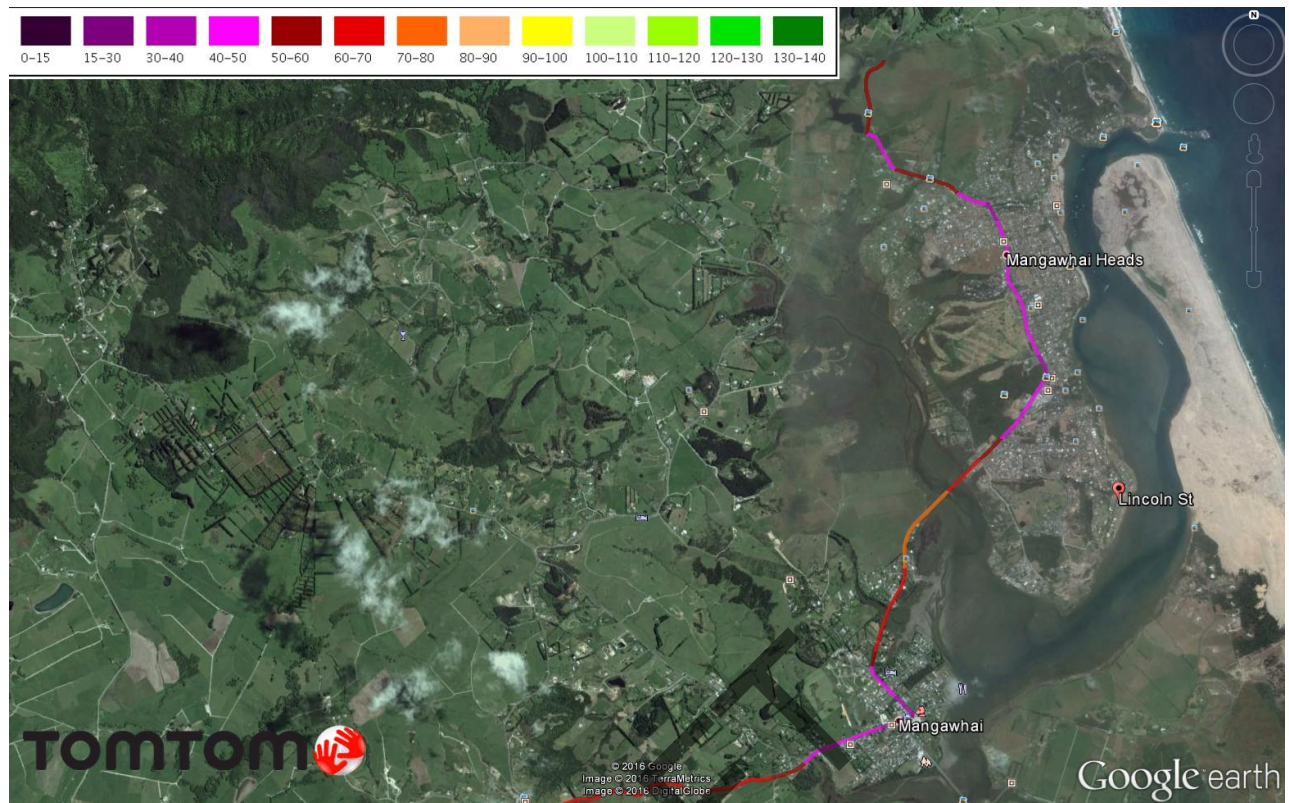 0-15 15-30 30-40 40-50 50-60 60-70 70-80 80-90 90-100 100-110 110-120 120-130 130-140
N
Mangawhai Heads
Lincoln St
Mangawhai
TOMTOM
© 2016 Google
Image © 2016 TerraMetrics
Image © 2016 DigitalGlobe
Google earth